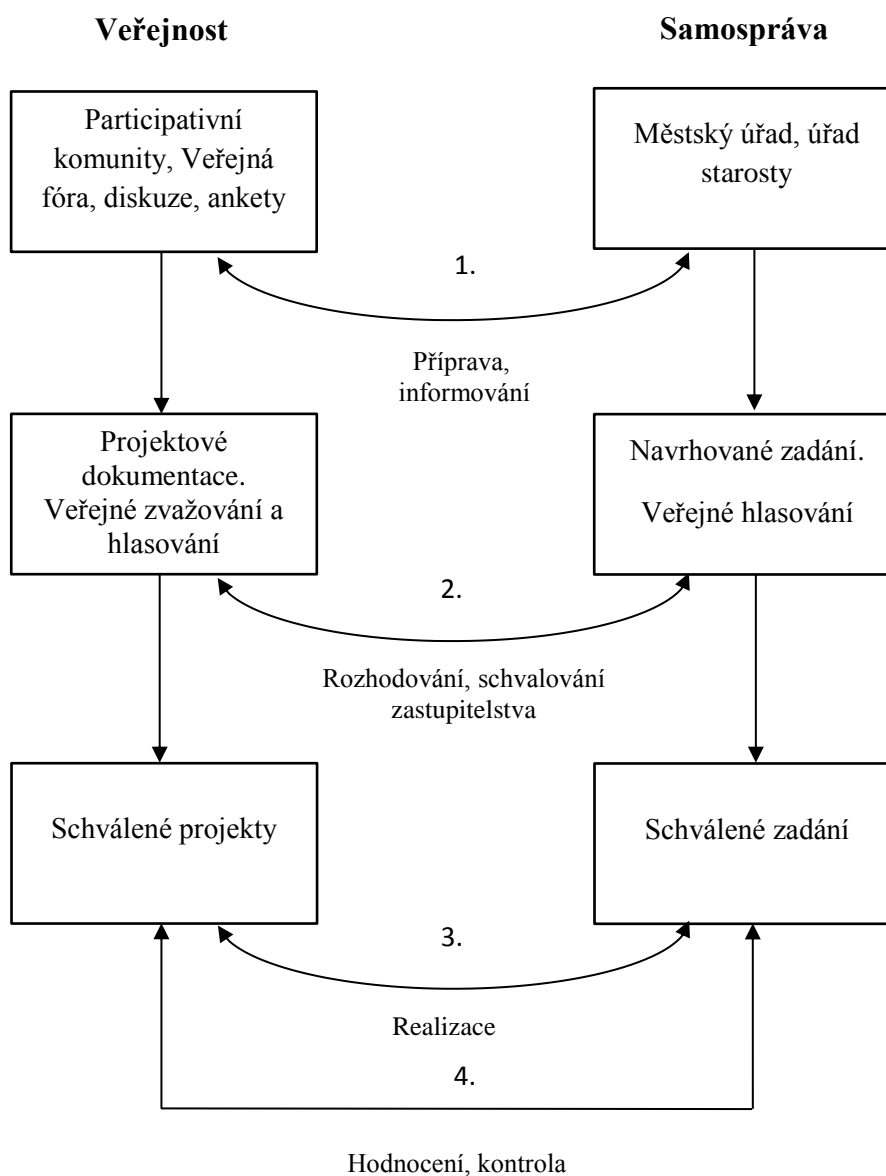 Veřejnost
Samospráva
Participativní
komunity, Veřejná
fóra, diskuze, ankety
Městský úřad, úřad
starosty
1.
Příprava,
informování
Projektové
dokumentace.
Veřejné zvažování a
hlasování
Navrhované zadání.
Veřejné hlasování
2.
Rozhodování, schvalování
zastupitelstva
Schválené projekty
Schválené zadání
3.
Realizace
4.
Hodnocení, kontrola